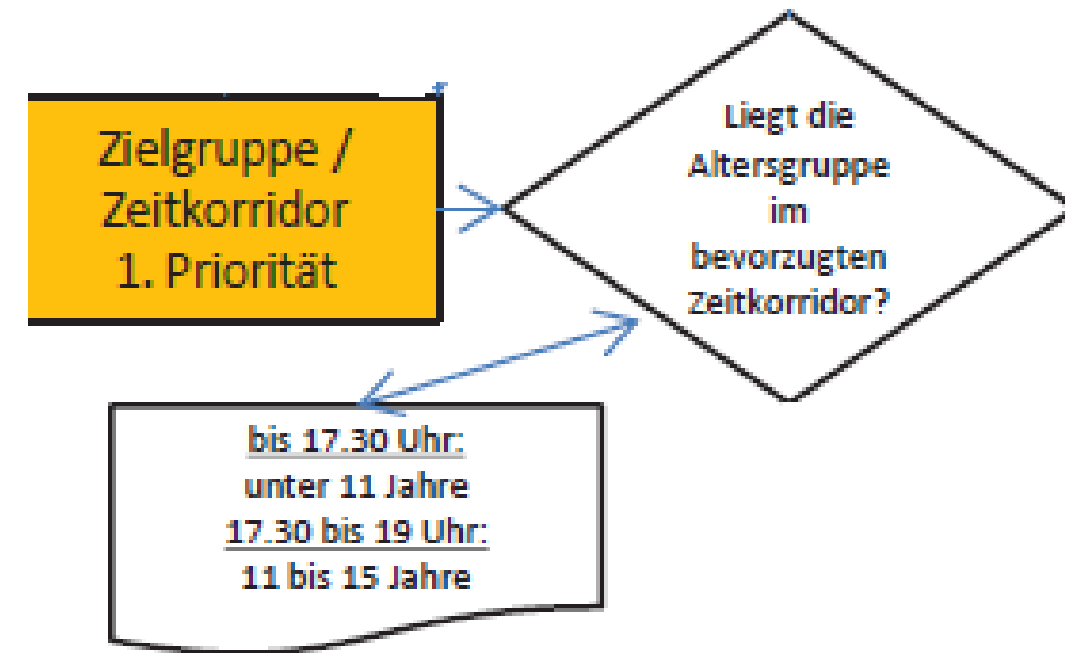 Zielgruppe /
Zeitkorridor
1. Priorität
Liegt die
Altersgruppe
im
bevorzugten
Zeitkorridor?
bis 17.30 Uhr:
unter 11 Jahre
17.30 bis 19 Uhr:
11 bis 15 Jahre